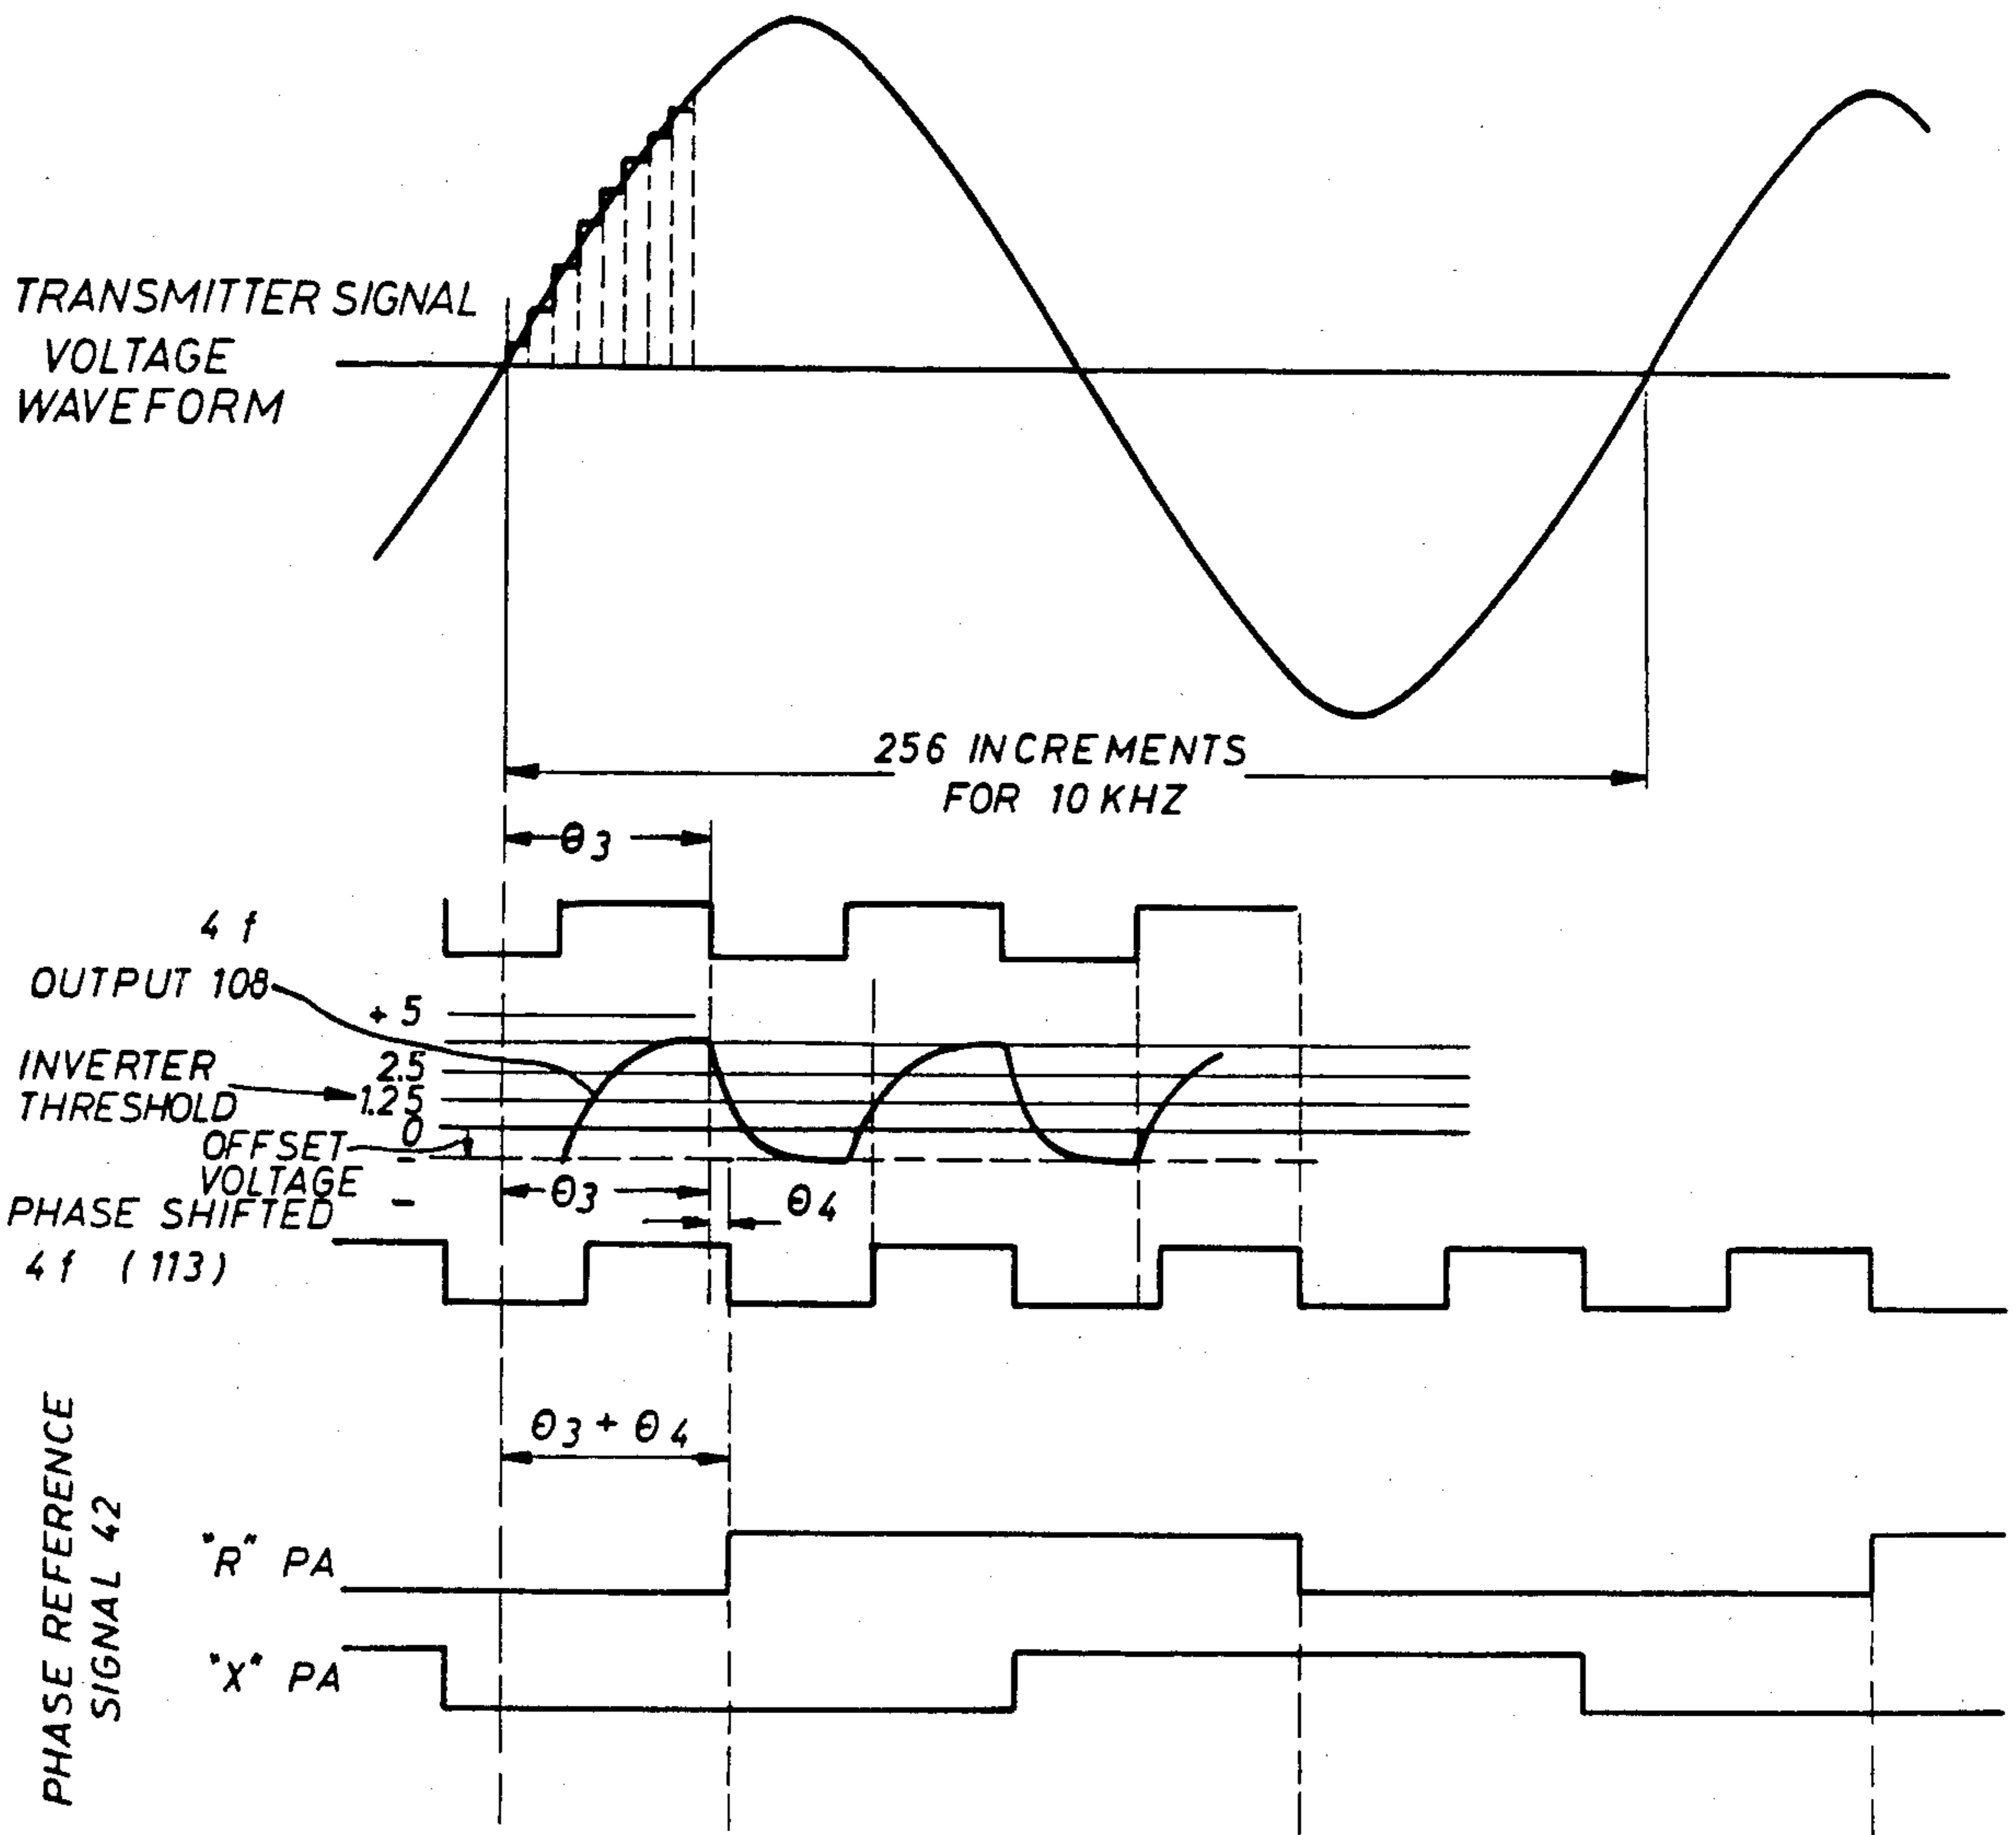 TRANSMITTER SIGNAL
VOLTAGE
WAVEFORM
256 INCREMENTS
FOR 10 KHZ
θ3
4 f
OUTPUT 108
+ 5
INVERTER
THRESHOLD
2.5
1.25
0
OFFSET
VOLTAGE
-
-
θ3
θ4
PHASE SHIFTED
4 f (113)
θ3 + θ4
PHASE REFERENCE
SIGNAL 42
"R" PA
"X" PA